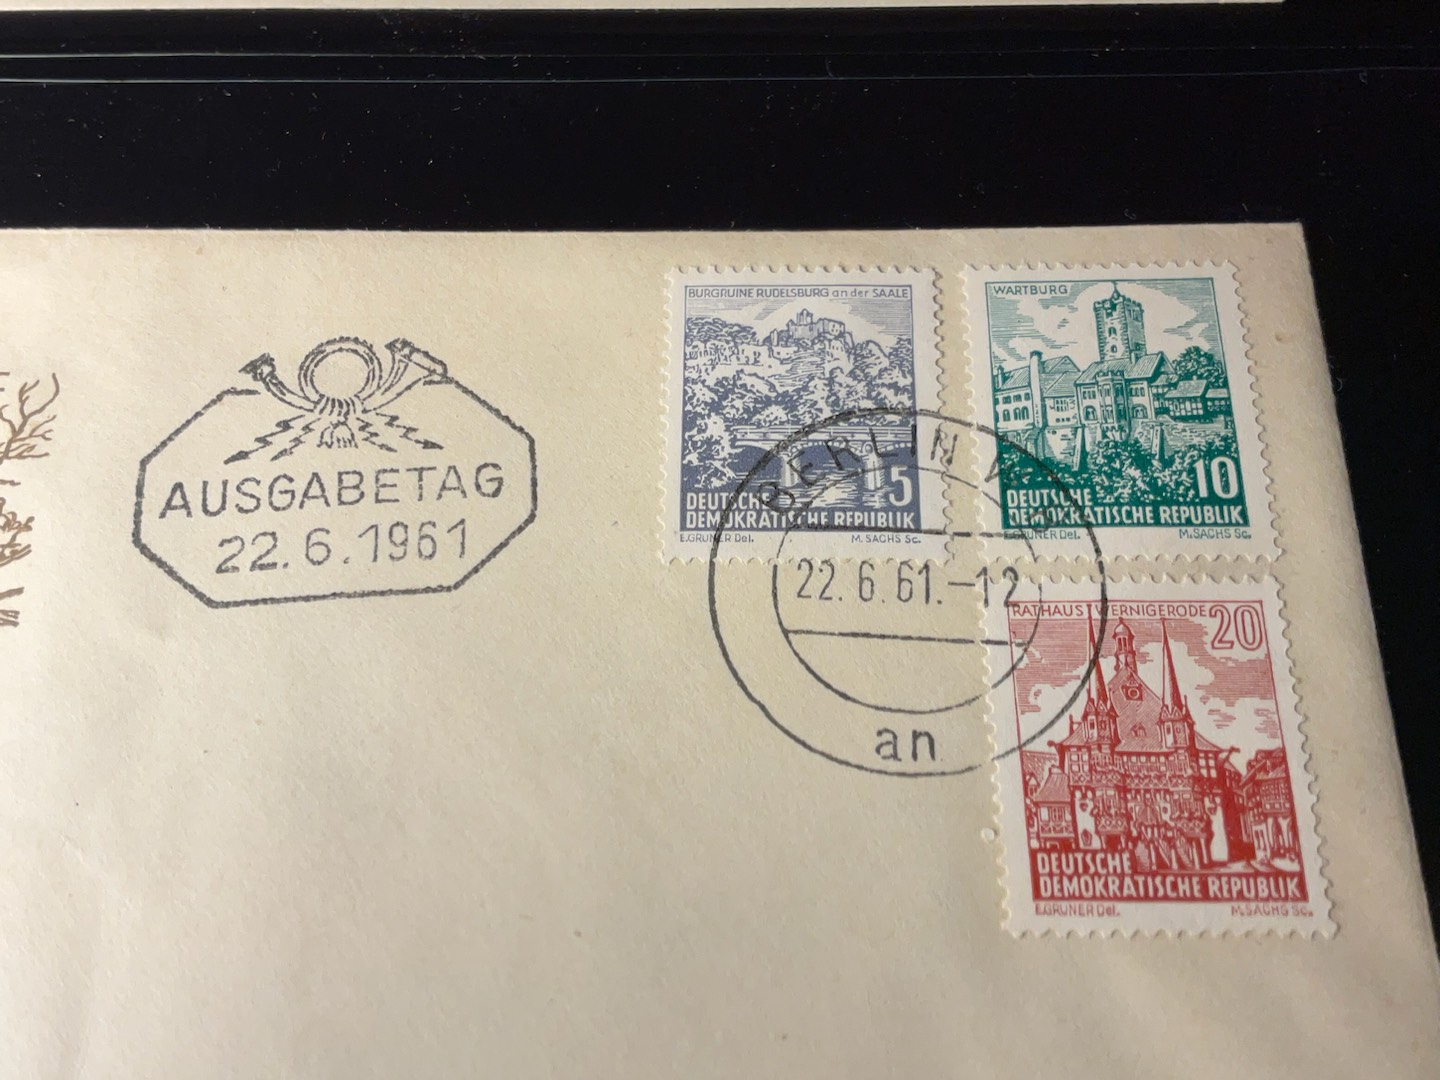 AUSGABETAG
22.6.1961
BURGRUINE RUDELSBURG an der SAALE
5
DEUTSCHE
DEMOKRATISCHE REPUBLIK
E.GRUNER Del. M. SACHS Sc.
WARTBURG
10
DEUTSCHE
DEMOKRATISCHE REPUBLIK
E.GRUNER Del. M.SACHS Sc.
BERLIN W
22.6.61.-12
an
RATHAUS WERNIGERODE 20
DEUTSCHE
DEMOKRATISCHE REPUBLIK
E.GRUNER Del. M.SACHS Sc.